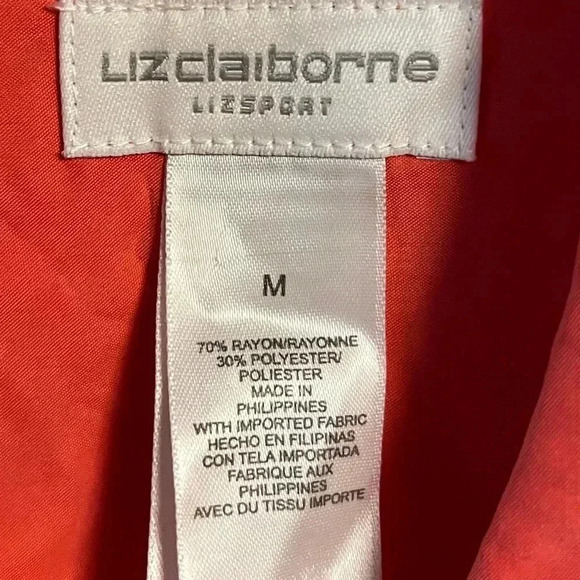 Lizclaiborne
LIZSPORT
M
70% RAYON/RAYONNE
30% POLYESTER/
POLIESTER
MADE IN
PHILIPPINES
WITH IMPORTED FABRIC
HECHO EN FILIPINAS
CON TELA IMPORTADA
FABRIQUE AUX
PHILIPPINES
AVEC DU TISSU IMPORTE